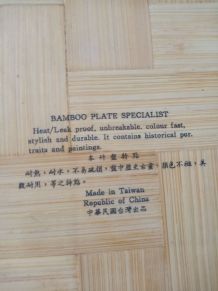 BAMBOO PLATE SPECIALIST
Heat/Leak proof, unbreakable, colour fast,
stylish and durable. It contains historical por-
traits and paintings.
本竹盤特點
耐熱，耐水，不易破損，盤中歷史古畫，顏色不褪，美
觀耐用，等之特點。
Made in Taiwan
Republic of China
中華民國台灣出品